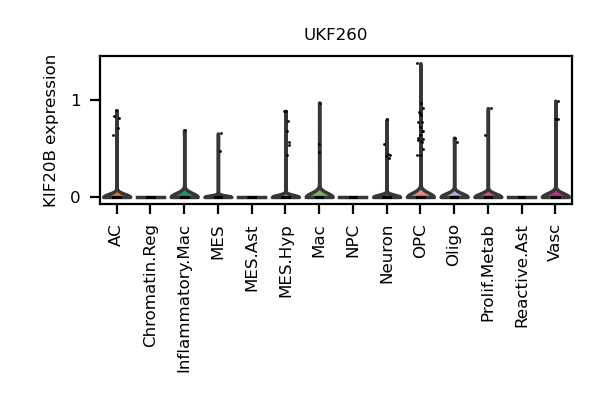 UKF260
KIF20B expression
1
0
AC
Chromatin.Reg
Inflammatory.Mac
MES
MES.Ast
MES.Hyp
Mac
NPC
Neuron
OPC
Oligo
Prolif.Metab
Reactive.Ast
Vasc